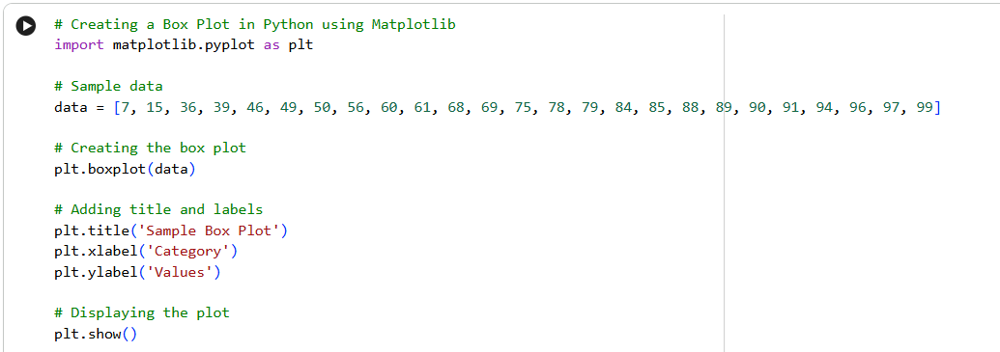 # Creating a Box Plot in Python using Matplotlib
import matplotlib.pyplot as plt
# Sample data
data = [7, 15, 36, 39, 46, 49, 50, 56, 60, 61, 68, 69, 75, 78, 79, 84, 85, 88, 89, 90, 91, 94, 96, 97, 99]
# Creating the box plot
plt.boxplot(data)
# Adding title and labels
plt.title('Sample Box Plot')
plt.xlabel('Category')
plt.ylabel('Values')
# Displaying the plot
plt.show()